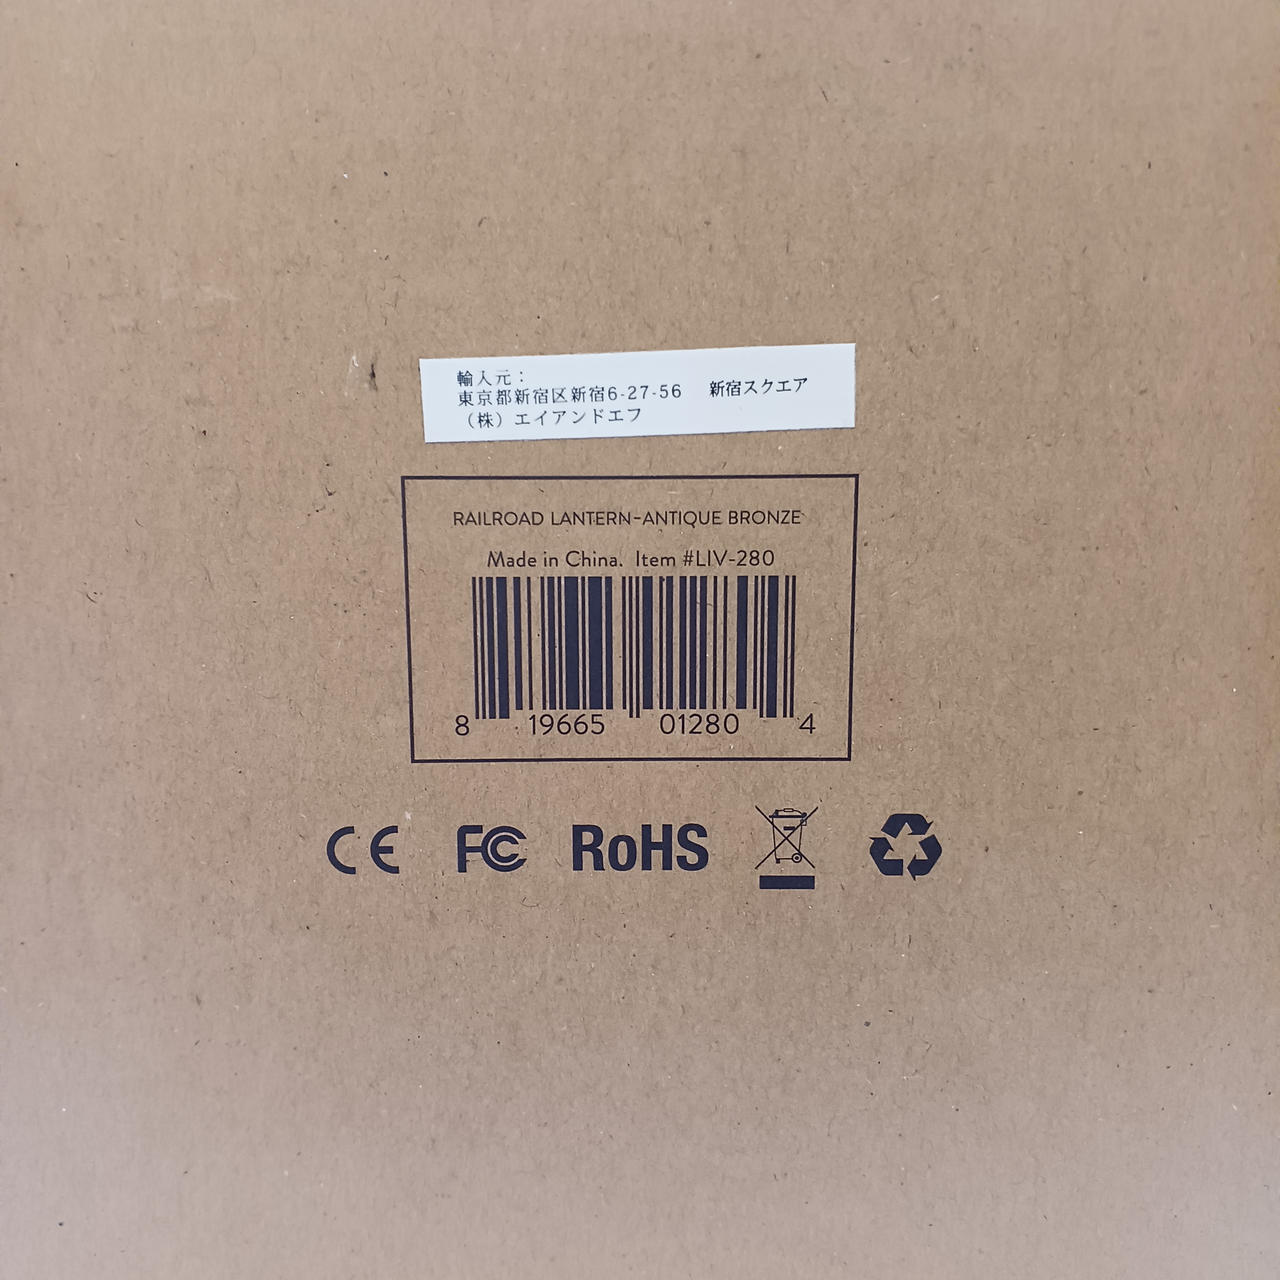 輸入元：
東京都新宿区新宿6-27-56　新宿スクエア
（株）エイアンドエフ
RAILROAD LANTERN-ANTIQUE BRONZE
Made in China. Item #LIV-280
8 19665 01280 4
CE FC RoHS